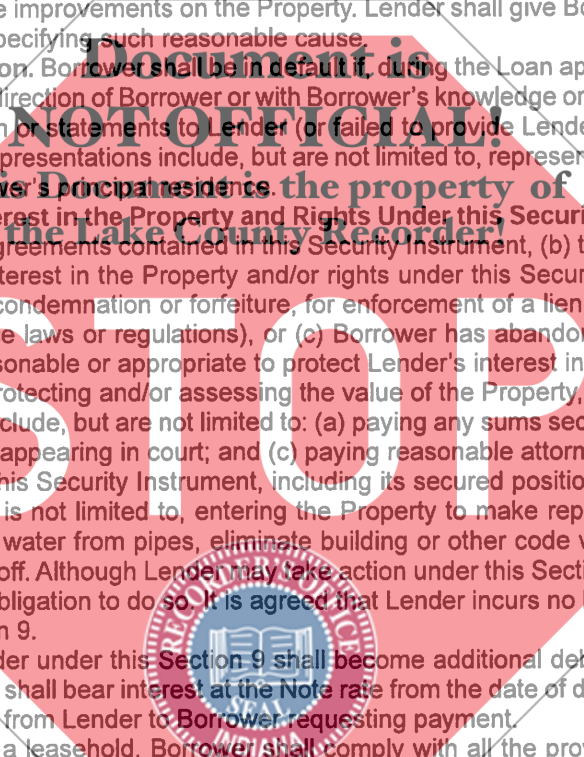 e improvements on the Property. Lender shall give Bo
pecifying such reasonable cause.
Document is
on. Borrower shall be in default if, during the Loan ap
direction of Borrower or with Borrower's knowledge or
NOT OFFICIAL!
n or statements to Lender (or failed to provide Lende
presentations include, but are not limited to, represen
is Document is the property of
wer's principal residence.
erest in the Property and Rights Under this Securi
the Lake County Recorder!
greements contained in this Security Instrument, (b) t
terest in the Property and/or rights under this Secur
condemnation or forfeiture, for enforcement of a lien
STOP
e laws or regulations), or (c) Borrower has abandon
sonable or appropriate to protect Lender's interest in
rotecting and/or assessing the value of the Property,
clude, but are not limited to: (a) paying any sums sec
appearing in court; and (c) paying reasonable attorn
his Security Instrument, including its secured positio
is not limited to, entering the Property to make rep
water from pipes, eliminate building or other code v
off. Although Lender may take action under this Secti
bligation to do so. It is agreed that Lender incurs no l
n 9.
RECORDER'S OFFICE
SEAL
INDIANA
der under this Section 9 shall become additional deb
shall bear interest at the Note rate from the date of d
from Lender to Borrower requesting payment.
a leasehold, Borrower shall comply with all the prov